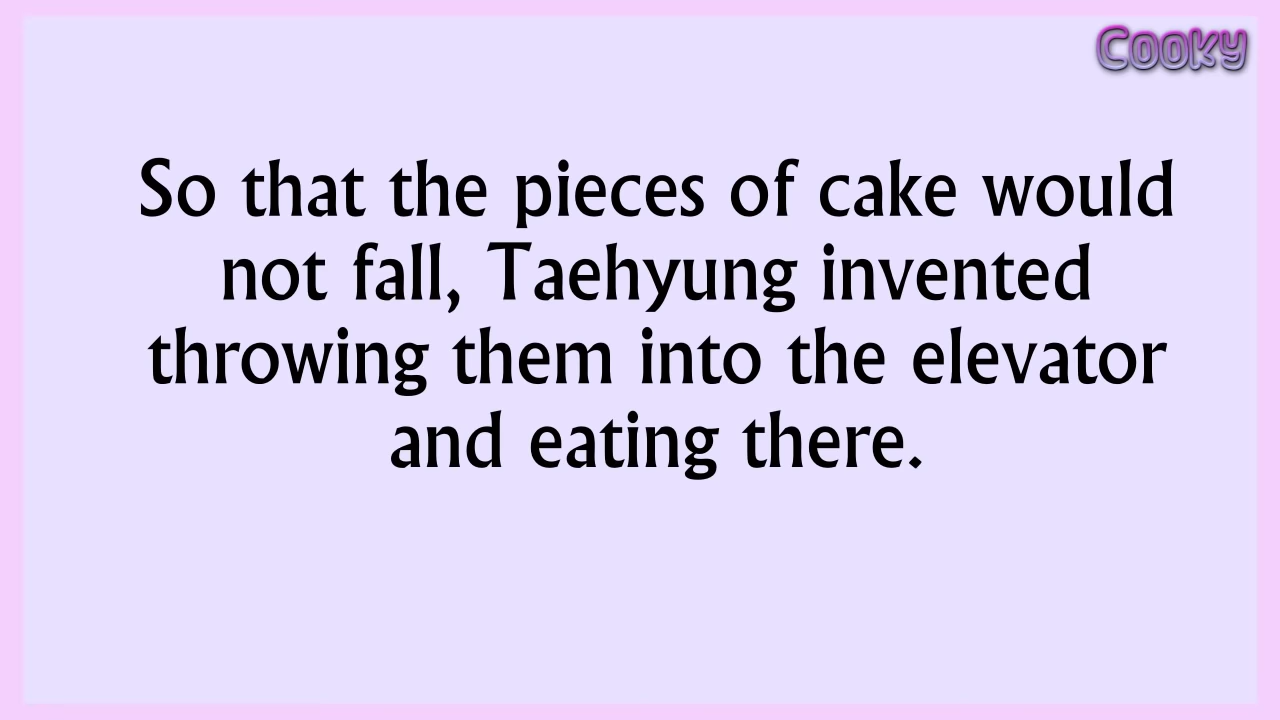 Cooky
So that the pieces of cake would
not fall, Taehyung invented
throwing them into the elevator
and eating there.